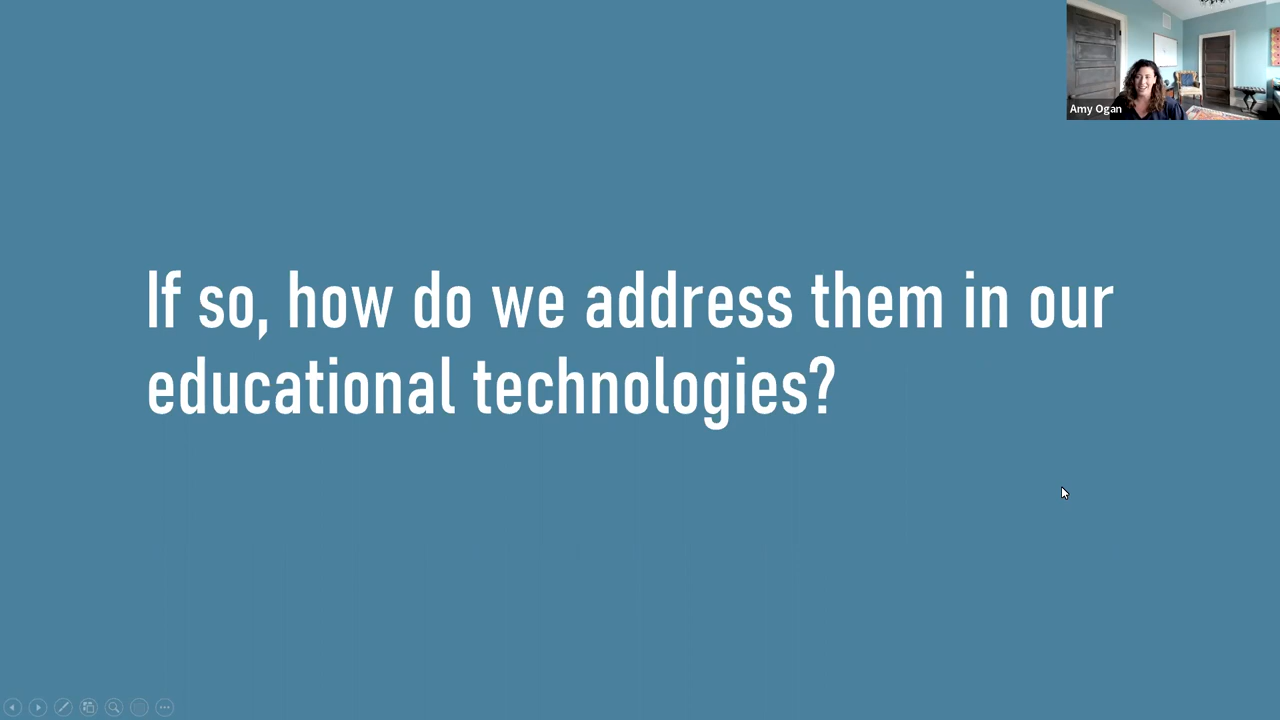 Amy Ogan
If so, how do we address them in our
educational technologies?